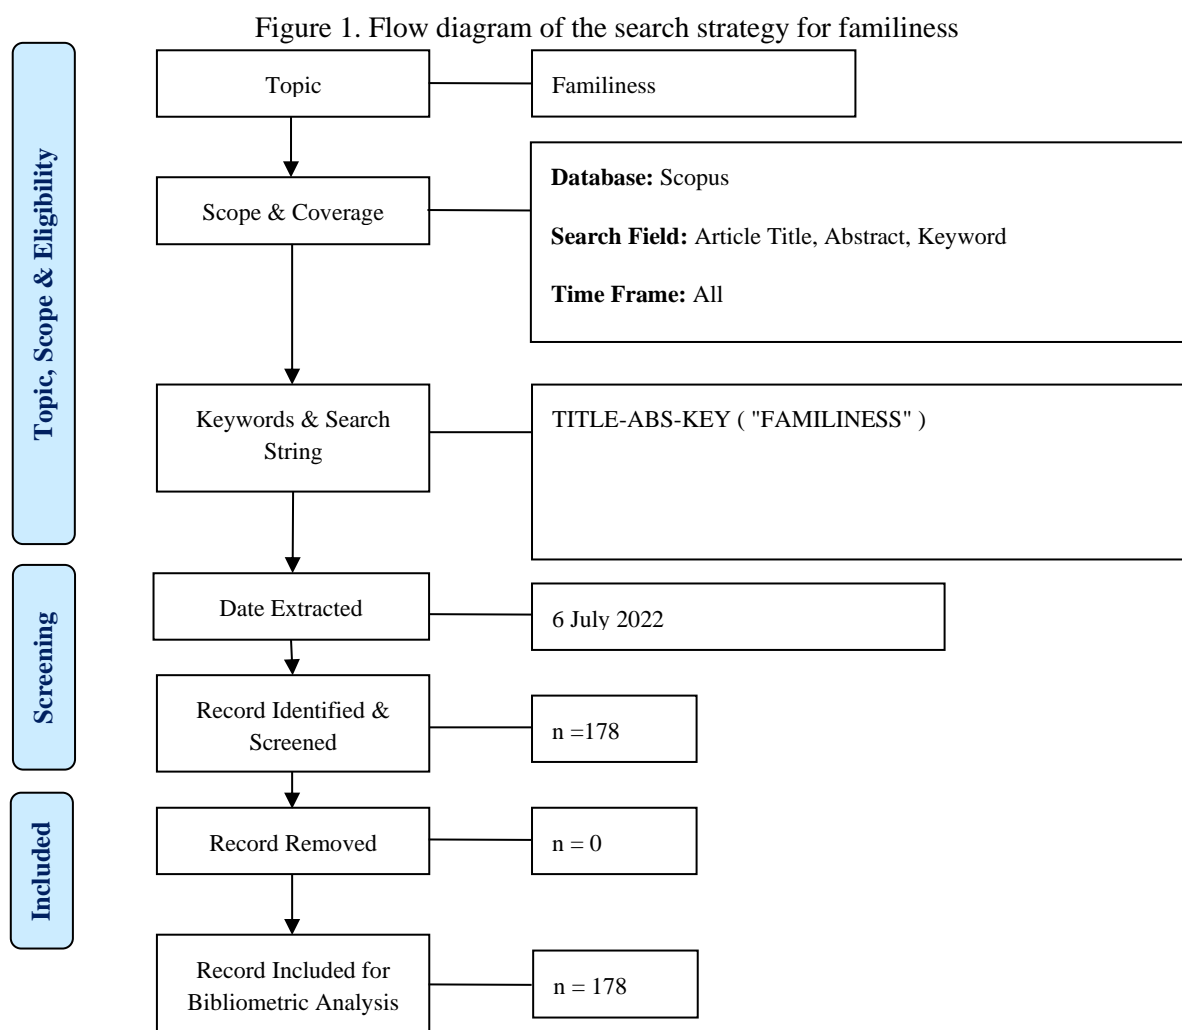 Figure 1. Flow diagram of the search strategy for familiness
Topic, Scope & Eligibility
Topic
Familiness
Scope & Coverage
Database: Scopus
Search Field: Article Title, Abstract, Keyword
Time Frame: All
Keywords & Search
String
TITLE-ABS-KEY ( "FAMILINESS" )
Screening
Date Extracted
6 July 2022
Record Identified &
Screened
n =178
Included
Record Removed
n = 0
Record Included for
Bibliometric Analysis
n = 178